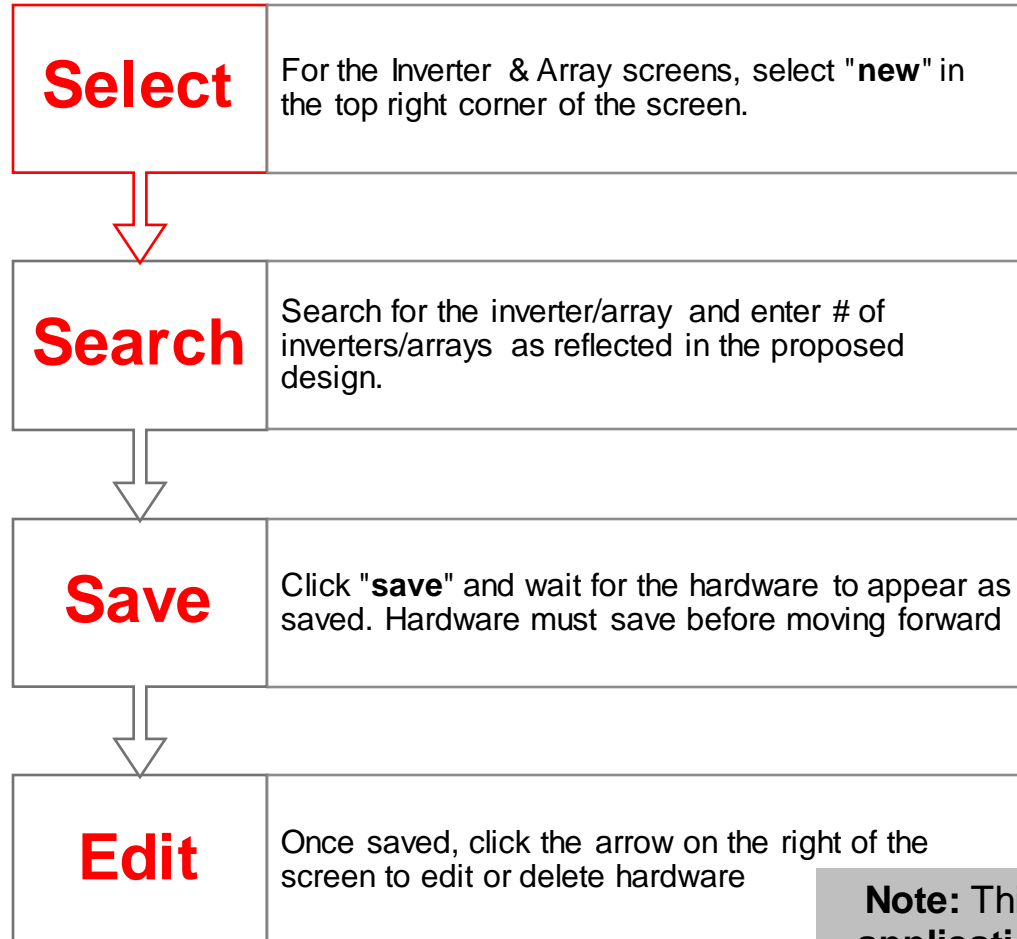 Select
For the Inverter & Array screens, select "new" in
the top right corner of the screen.
Search
Search for the inverter/array and enter # of
inverters/arrays as reflected in the proposed
design.
Save
Click "save" and wait for the hardware to appear as
saved. Hardware must save before moving forward
Edit
Once saved, click the arrow on the right of the
screen to edit or delete hardware
Note: